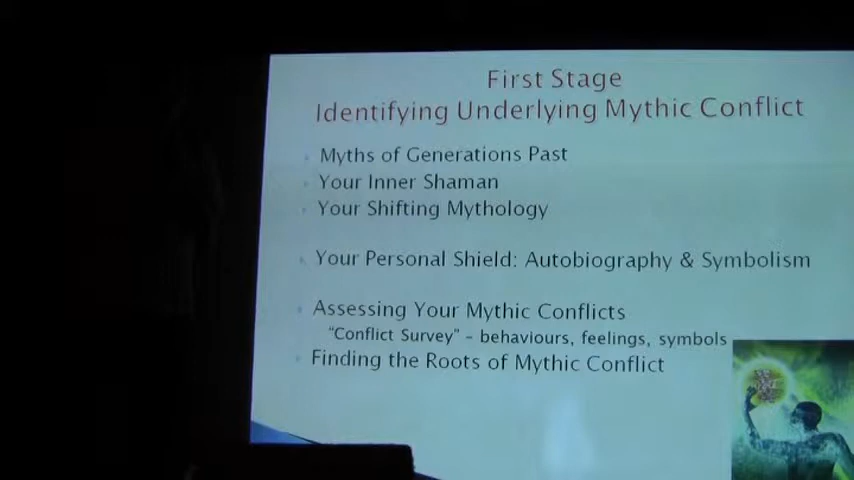 First Stage
Identifying Underlying Mythic Conflict
Myths of Generations Past
Your Inner Shaman
Your Shifting Mythology
Your Personal Shield: Autobiography & Symbolism
Assessing Your Mythic Conflicts
"Conflict Survey" – behaviours, feelings, symbols
Finding the Roots of Mythic Conflict